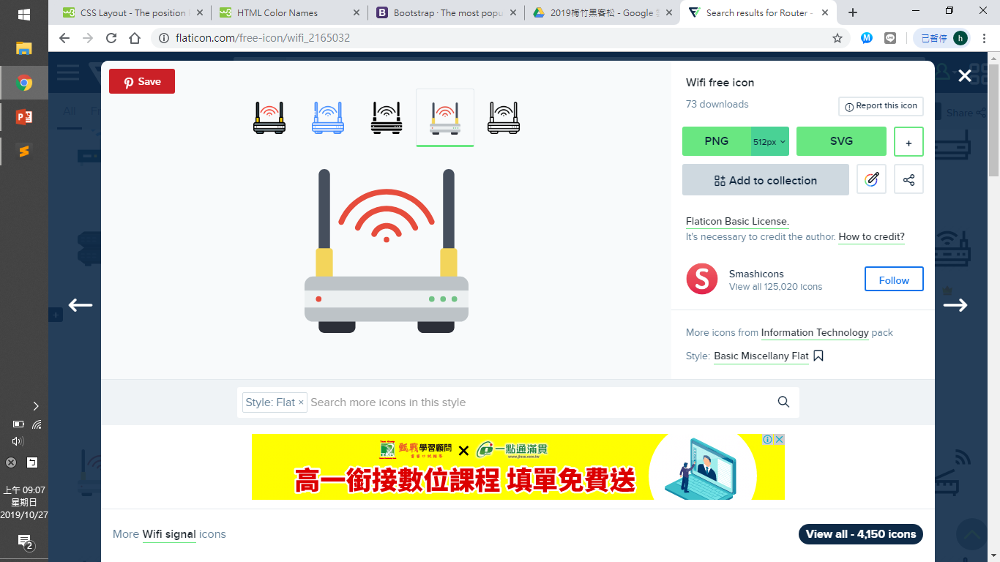 CSS Layout - The position
HTML Color Names
Bootstrap · The most popu
2019梅竹黑客松 - Google
Search results for Router -
flaticon.com/free-icon/wifi_2165032
已暫停
h
Save
Wifi free icon
73 downloads
Report this icon
PNG
512px
SVG
+
Add to collection
Flaticon Basic License.
It's necessary to credit the author. How to credit?
S
Smashicons
View all 125,020 icons
Follow
More icons from Information Technology pack
Style: Basic Miscellany Flat
All
Share
Style: Flat ×
Search more icons in this style
甄戰學習顧問 × 一點通滿貫
高一銜接數位課程 填單免費送
More Wifi signal icons
View all - 4,150 icons
上午 09:07
星期日
2019/10/27
2